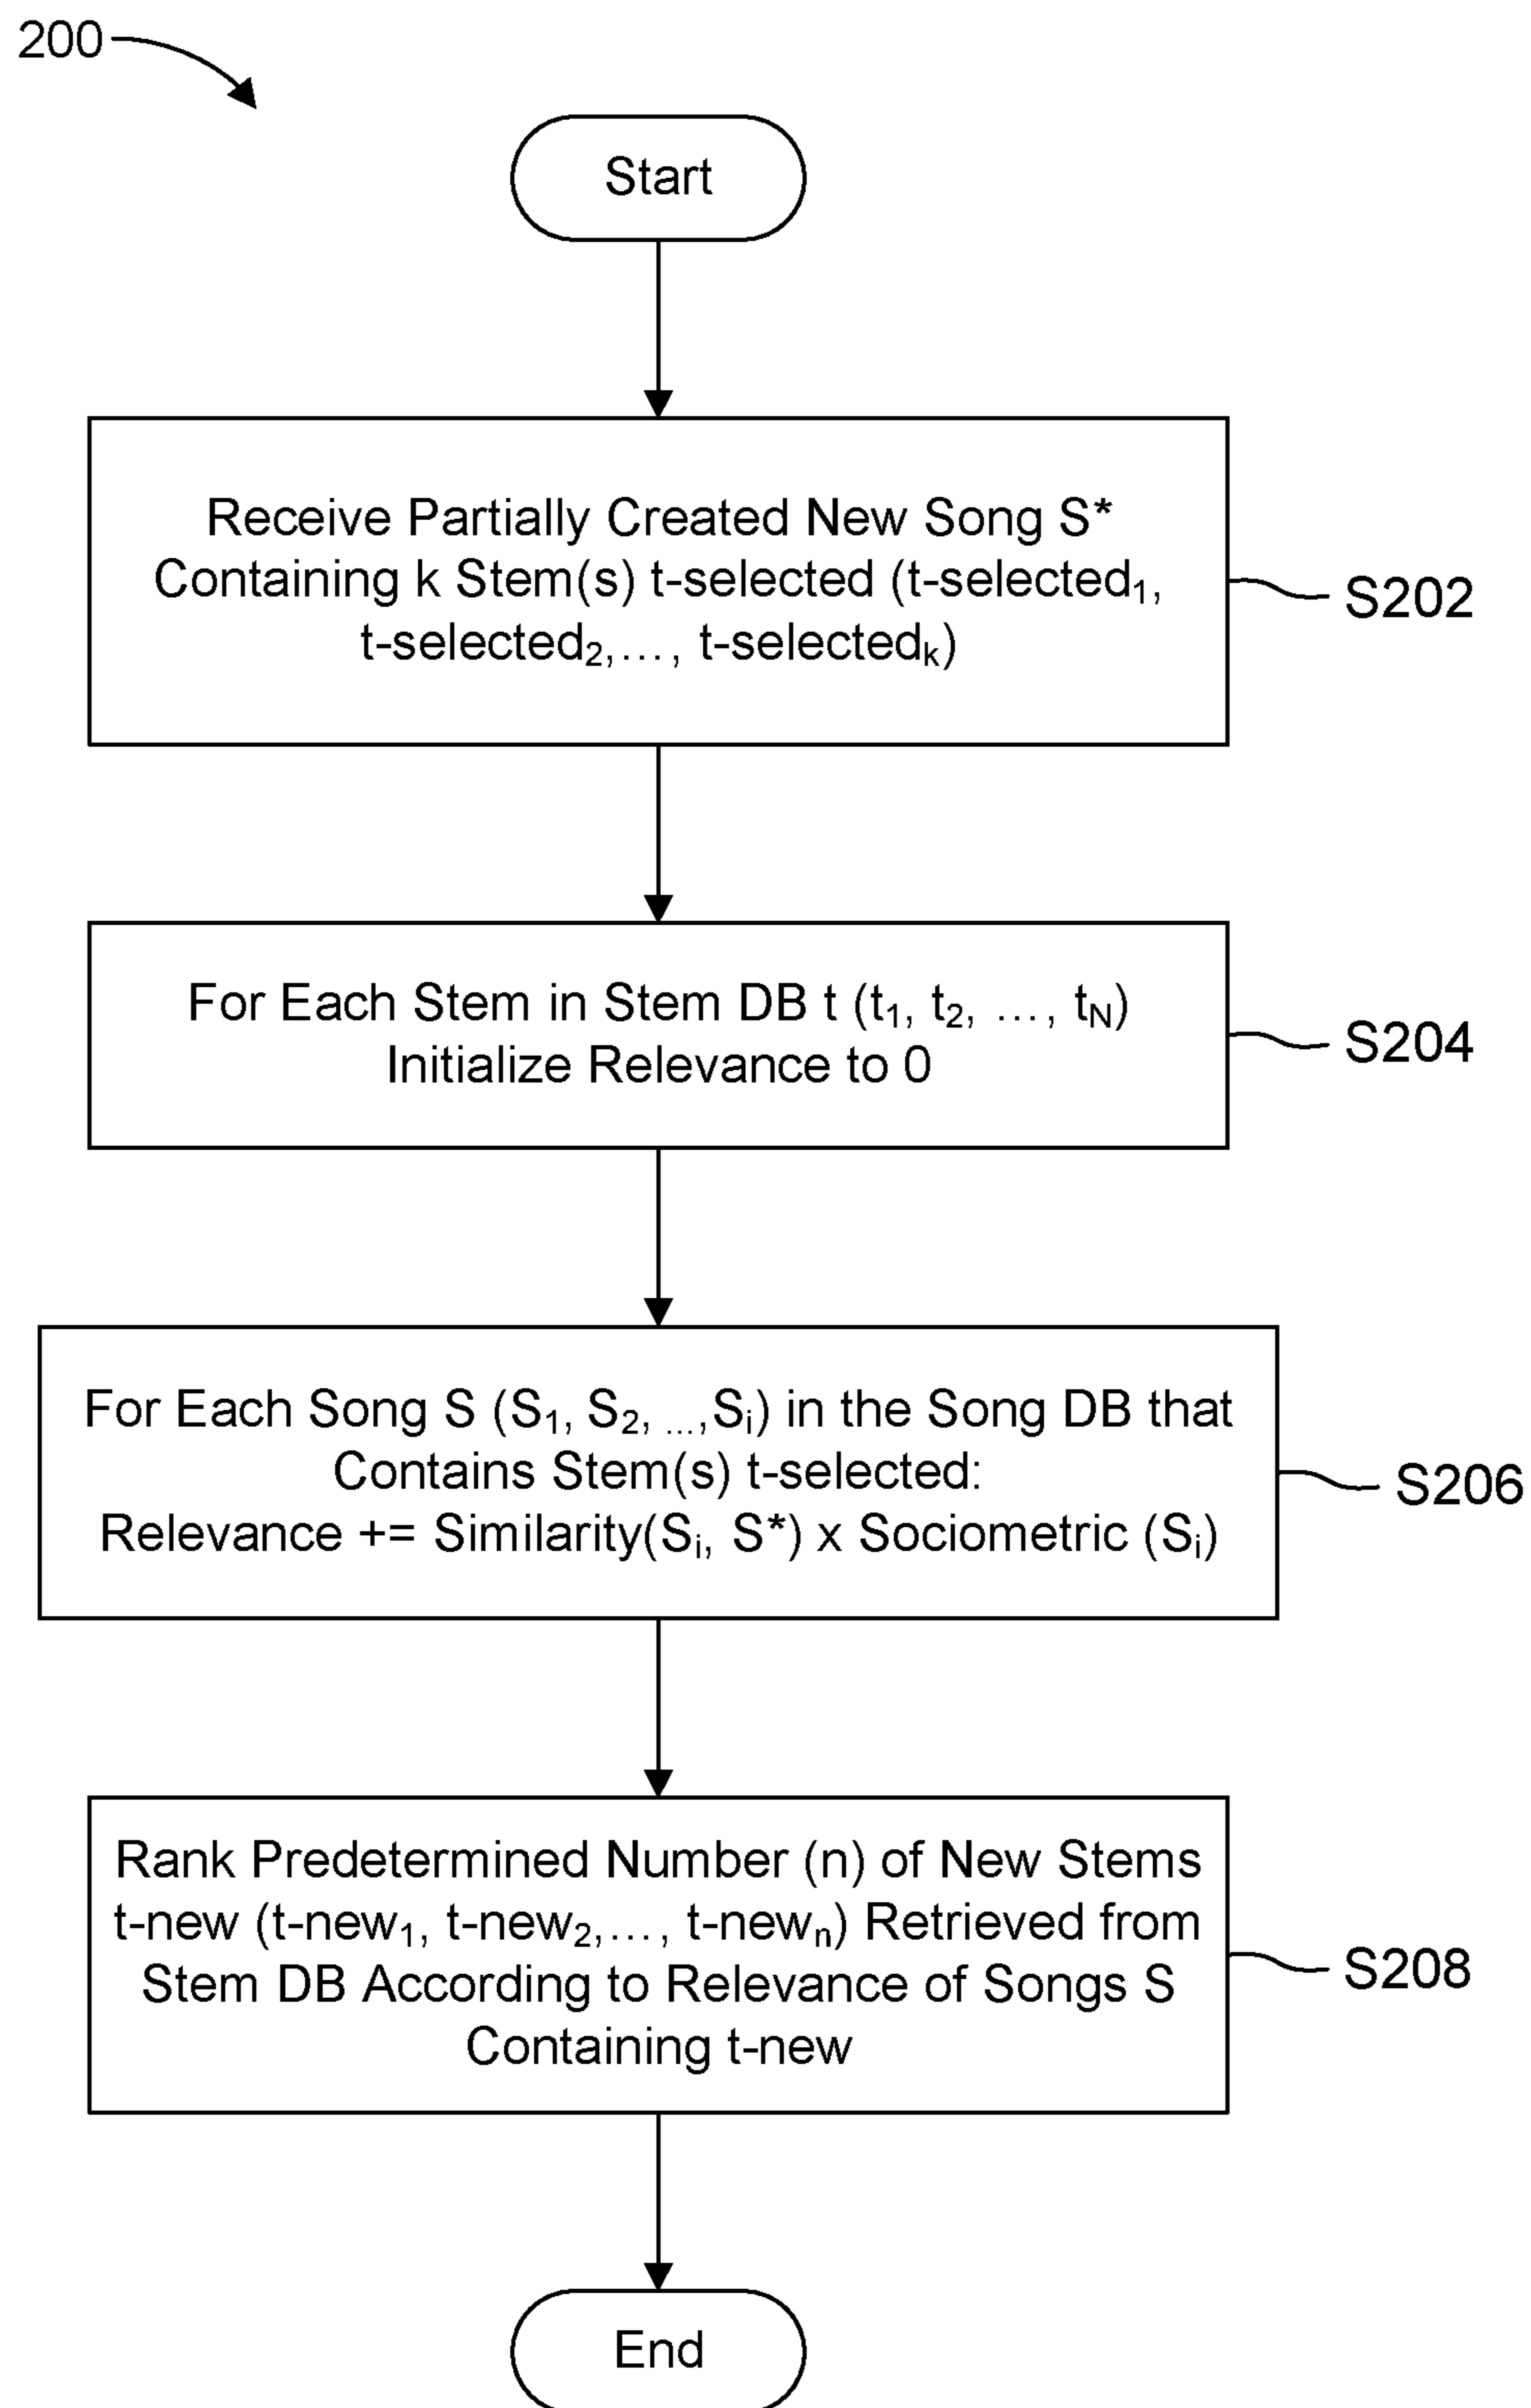 200
Start
Receive Partially Created New Song S*
Containing k Stem(s) t-selected (t-selected₁,
t-selected₂,..., t-selectedₖ)
S202
For Each Stem in Stem DB t (t₁, t₂, ..., t_N)
Initialize Relevance to 0
S204
For Each Song S (S₁, S₂, ...,Sᵢ) in the Song DB that
Contains Stem(s) t-selected:
Relevance += Similarity(Sᵢ, S*) x Sociometric (Sᵢ)
S206
Rank Predetermined Number (n) of New Stems
t-new (t-new₁, t-new₂,..., t-newₙ) Retrieved from
Stem DB According to Relevance of Songs S
Containing t-new
S208
End